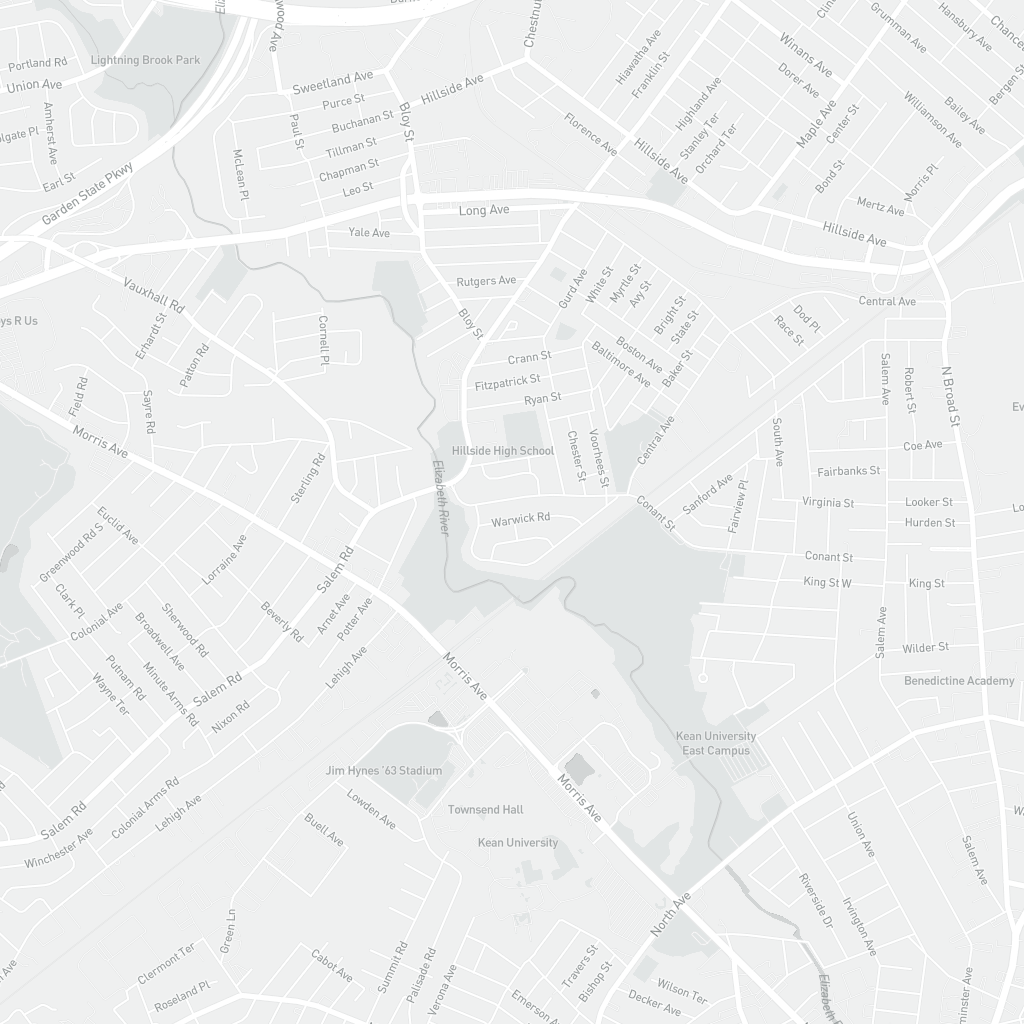 Chestnut
Hansbury Ave
Grumman Ave
Winans Ave
Hiawatha Ave
Franklin St
Lightning Brook Park
Portland Rd
Union Ave
Amherst Ave
Sweetland Ave
Hillside Ave
Purce St
Buchanan St
Tillman St
Chapman St
Leo St
Paul St
Bloy St
Dorer Ave
Highland Ave
Stanley Ter
Orchard Ter
Maple Ave
Center St
Williamson Ave
Bailey Ave
Bergen St
Florence Ave
Hillside Ave
Bond St
Morris Pl
Mertz Ave
Hillside Ave
Earl St
Garden State Pkwy
McLean Pl
Long Ave
Yale Ave
Rutgers Ave
Bloy St
Gurd Ave
White St
Myrtle St
Avy St
Bright St
State St
Central Ave
Dod Pl
Race St
Vauxhall Rd
ys R Us
Erhardt St
Patton Rd
Cornell Pl
Crann St
Boston Ave
Baltimore Ave
Baker St
Fitzpatrick St
Ryan St
Salem Ave
Robert St
N Broad St
Field Rd
Sayre Rd
Morris Ave
Hillside High School
Chester St
Voorhees St
Central Ave
South Ave
Coe Ave
Fairbanks St
Sterling Rd
Elizabeth River
Sanford Ave
Fairview Pl
Virginia St
Looker St
Hurden St
Warwick Rd
Conant St
Conant St
King St W
King St
Euclid Ave
Greenwood Rd S
Lorraine Ave
Salem Rd
Clark Pl
Colonial Ave
Sherwood Rd
Broadwell Ave
Beverly Rd
Arnet Ave
Potter Ave
Lehigh Ave
Salem Ave
Wilder St
Putnam Rd
Wayne Ter
Minute Arms Rd
Salem Rd
Nixon Rd
Morris Ave
Benedictine Academy
Kean University
East Campus
Jim Hynes '63 Stadium
Morris Ave
Townsend Hall
Kean University
Lowden Ave
Buell Ave
Salem Rd
Colonial Arms Rd
Lehigh Ave
Winchester Ave
Union Ave
Salem Ave
Riverside Dr
Irvington Ave
North Ave
Green Ln
Clermont Ter
Roseland Pl
Cabot Ave
Summit Rd
Palisade Rd
Verona Ave
Travers St
Bishop St
Emerson A
Wilson Ter
Decker Ave
Elizabeth R
minster Ave